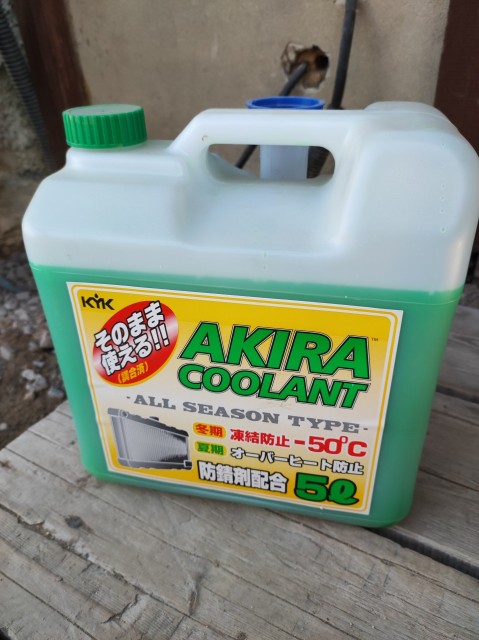 KYK
そのまま
使える!!
(調合済)
AKIRA™
COOLANT
- ALL SEASON TYPE -
冬期 凍結防止 -50°C
夏期 オーバーヒート防止
防錆剤配合 5ℓ